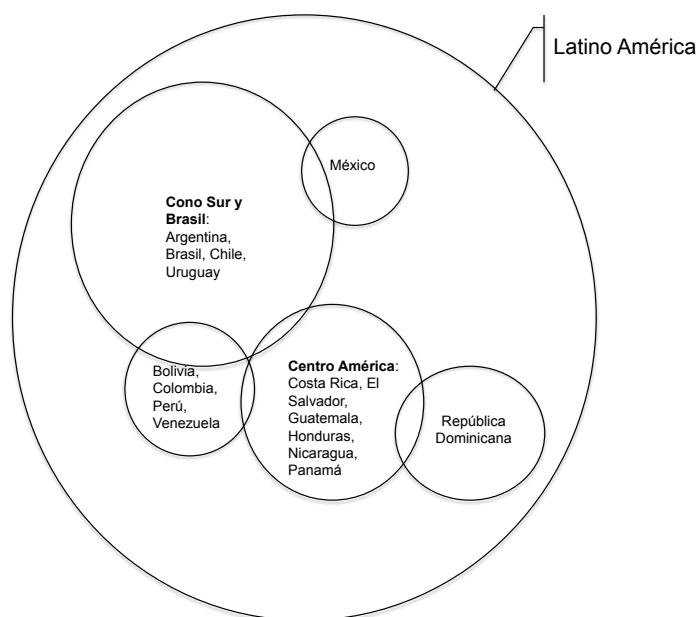 Latino América
México
Cono Sur y
Brasil:
Argentina,
Brasil, Chile,
Uruguay
Bolivia,
Colombia,
Perú,
Venezuela
Centro América:
Costa Rica, El
Salvador,
Guatemala,
Honduras,
Nicaragua,
Panamá
República
Dominicana